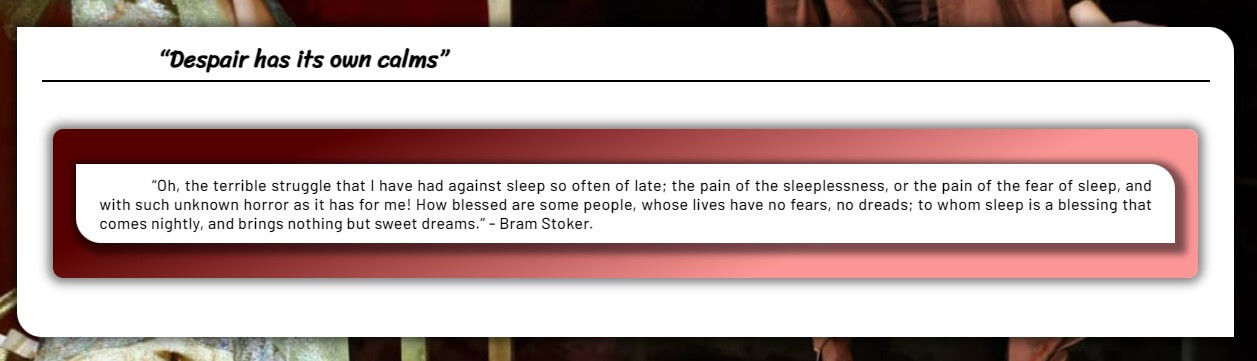 “Despair has its own calms”
“Oh, the terrible struggle that I have had against sleep so often of late; the pain of the sleeplessness, or the pain of the fear of sleep, and
with such unknown horror as it has for me! How blessed are some people, whose lives have no fears, no dreads; to whom sleep is a blessing that
comes nightly, and brings nothing but sweet dreams.” - Bram Stoker.